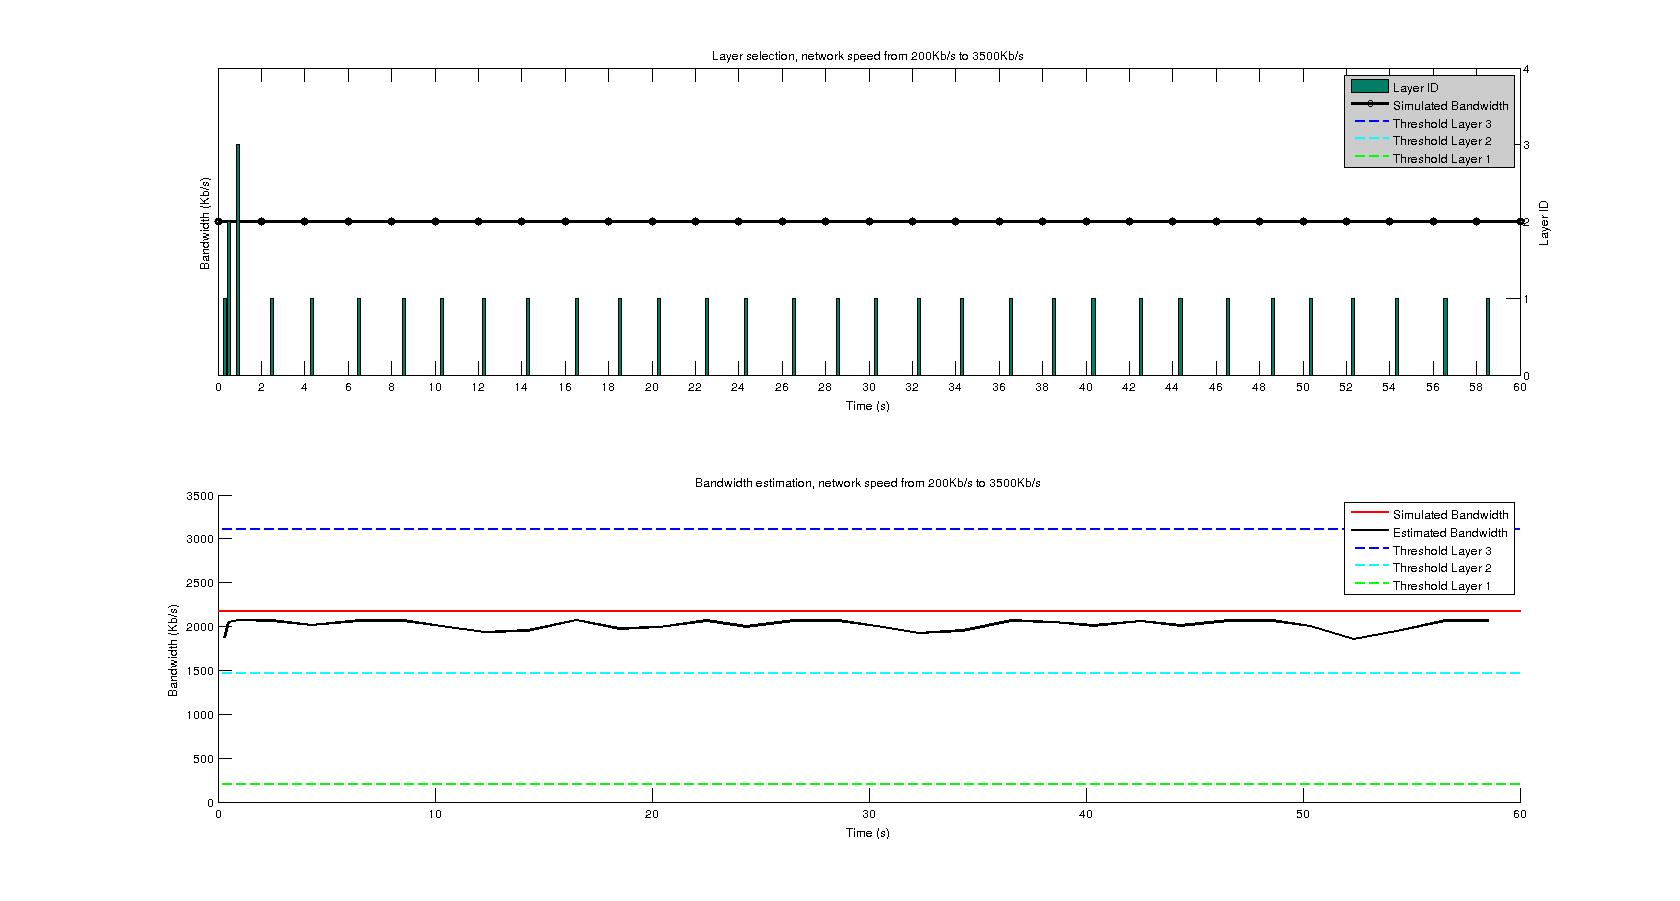 Layer selection, network speed from 200Kb/s to 3500Kb/s
Bandwidth (Kb/s)
4
3
2
1
0
Layer ID
Layer ID
Simulated Bandwidth
Threshold Layer 3
Threshold Layer 2
Threshold Layer 1
0 2 4 6 8 10 12 14 16 18 20 22 24 26 28 30 32 34 36 38 40 42 44 46 48 50 52 54 56 58 60
Time (s)
Bandwidth estimation, network speed from 200Kb/s to 3500Kb/s
Bandwidth (Kb/s)
3500
3000
2500
2000
1500
1000
500
0
Simulated Bandwidth
Estimated Bandwidth
Threshold Layer 3
Threshold Layer 2
Threshold Layer 1
0 10 20 30 40 50 60
Time (s)